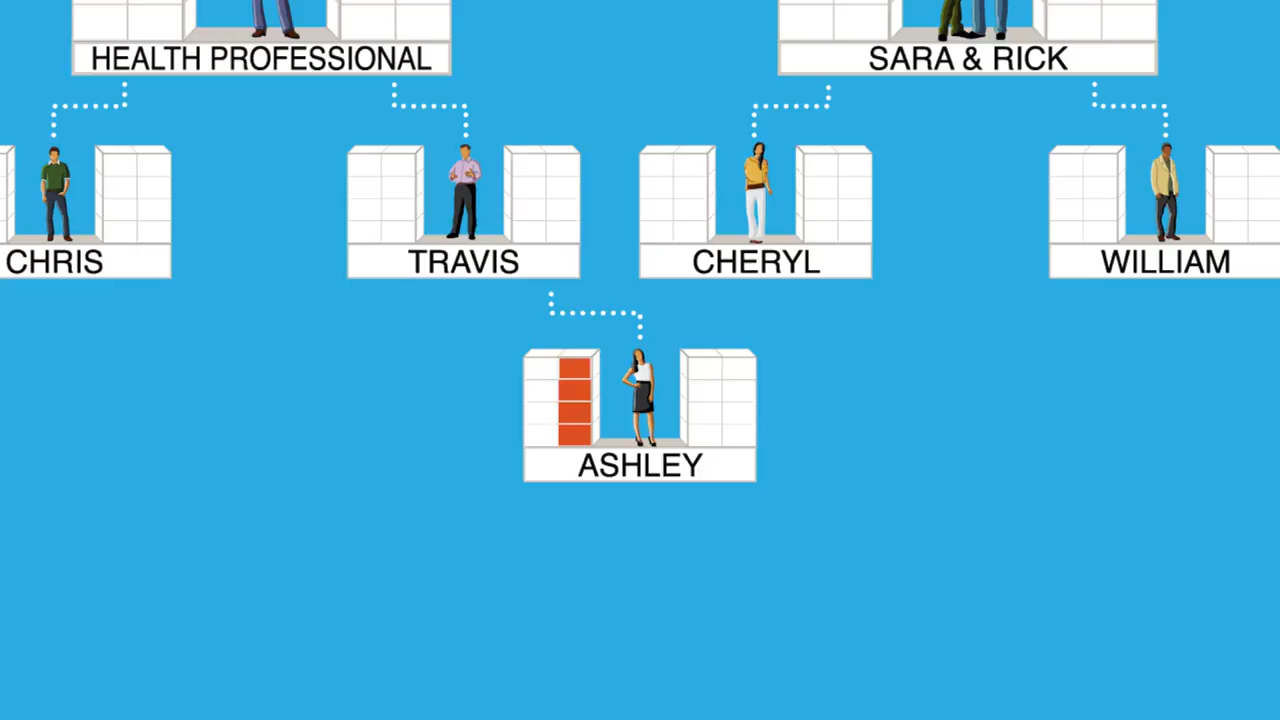 HEALTH PROFESSIONAL
SARA & RICK
CHRIS
TRAVIS
CHERYL
WILLIAM
ASHLEY